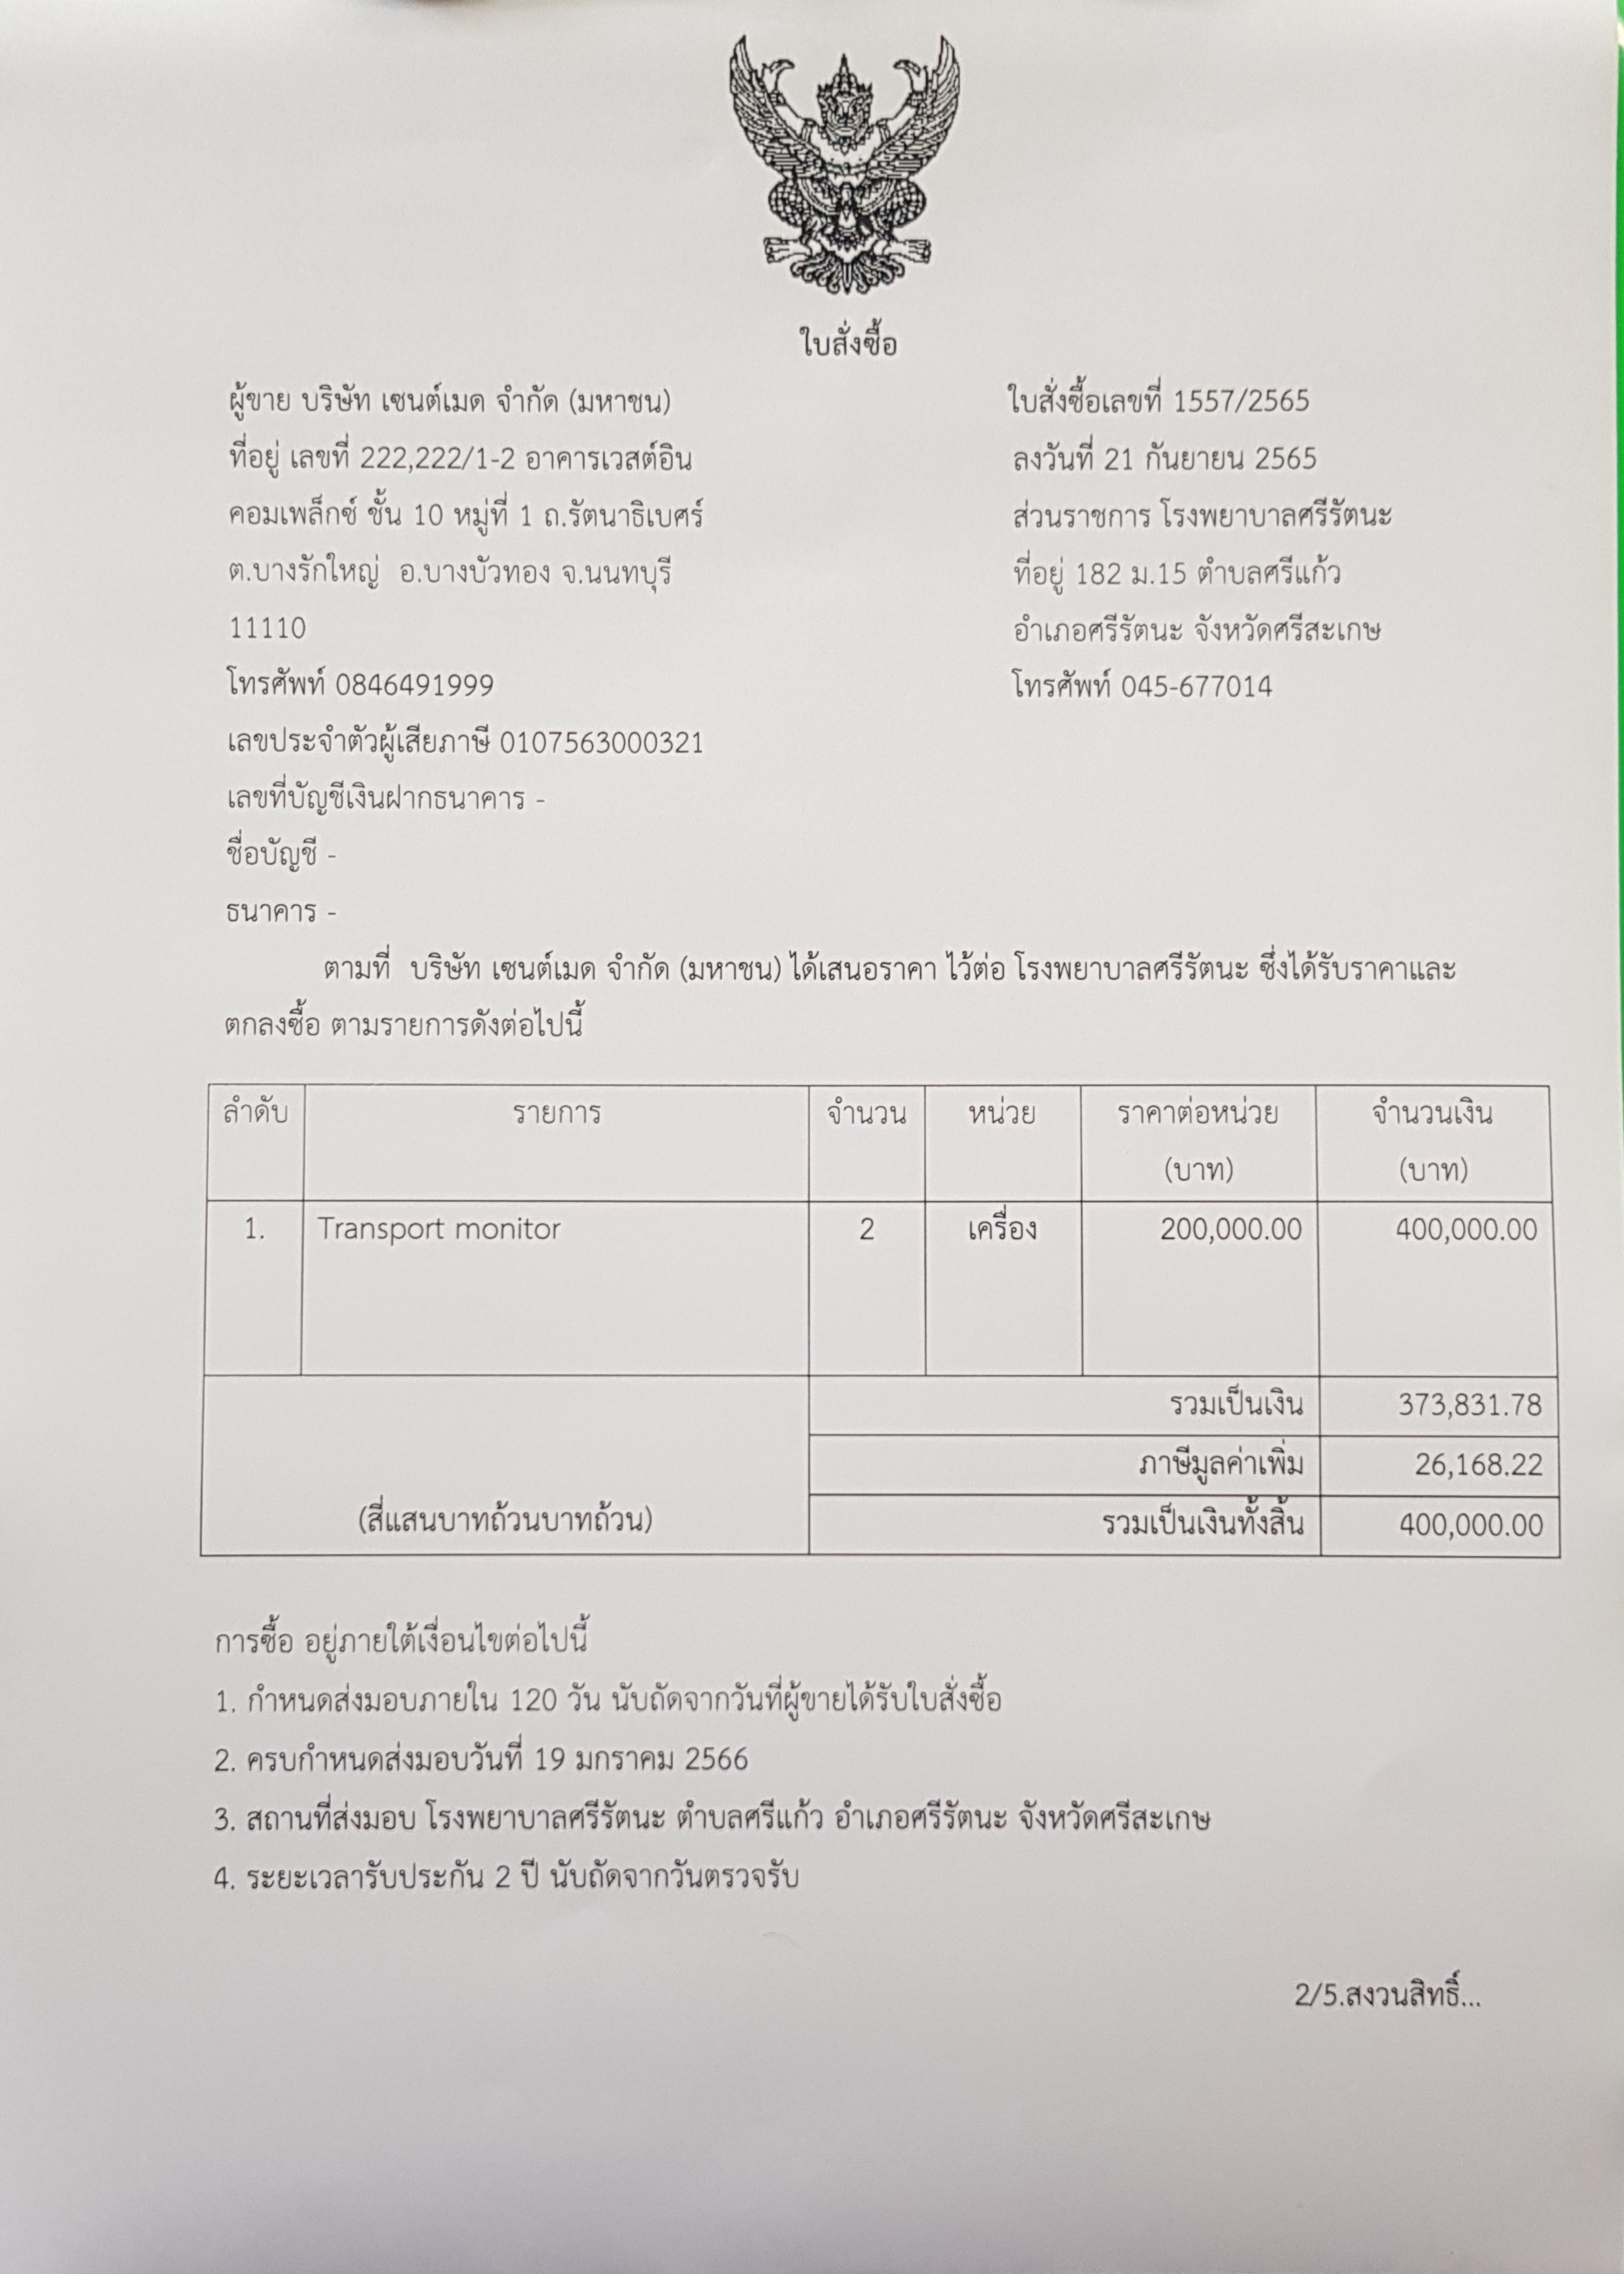 ใบสั่งซื้อ
ผู้ขาย บริษัท เซนต์เมด จำกัด (มหาชน)
ที่อยู่ เลขที่ 222,222/1-2 อาคารเวสต์อิน
คอมเพล็กซ์ ชั้น 10 หมู่ที่ 1 ถ.รัตนาธิเบศร์
ต.บางรักใหญ่ อ.บางบัวทอง จ.นนทบุรี
11110
โทรศัพท์ 0846491999
เลขประจำตัวผู้เสียภาษี 0107563000321
เลขที่บัญชีเงินฝากธนาคาร -
ชื่อบัญชี -
ธนาคาร -
ใบสั่งซื้อเลขที่ 1557/2565
ลงวันที่ 21 กันยายน 2565
ส่วนราชการ โรงพยาบาลศรีรัตนะ
ที่อยู่ 182 ม.15 ตำบลศรีแก้ว
อำเภอศรีรัตนะ จังหวัดศรีสะเกษ
โทรศัพท์ 045-677014
ตามที่ บริษัท เซนต์เมด จำกัด (มหาชน) ได้เสนอราคา ไว้ต่อ โรงพยาบาลศรีรัตนะ ซึ่งได้รับราคาและ
ตกลงซื้อ ตามรายการดังต่อไปนี้
ลำดับ รายการ จำนวน หน่วย ราคาต่อหน่วย จำนวนเงิน
(บาท) (บาท)
1. Transport monitor 2 เครื่อง 200,000.00 400,000.00
รวมเป็นเงิน 373,831.78
ภาษีมูลค่าเพิ่ม 26,168.22
(สี่แสนบาทถ้วนบาทถ้วน) รวมเป็นเงินทั้งสิ้น 400,000.00
การซื้อ อยู่ภายใต้เงื่อนไขต่อไปนี้
1. กำหนดส่งมอบภายใน 120 วัน นับถัดจากวันที่ผู้ขายได้รับใบสั่งซื้อ
2. ครบกำหนดส่งมอบวันที่ 19 มกราคม 2566
3. สถานที่ส่งมอบ โรงพยาบาลศรีรัตนะ ตำบลศรีแก้ว อำเภอศรีรัตนะ จังหวัดศรีสะเกษ
4. ระยะเวลารับประกัน 2 ปี นับถัดจากวันตรวจรับ
2/5.สงวนสิทธิ์...